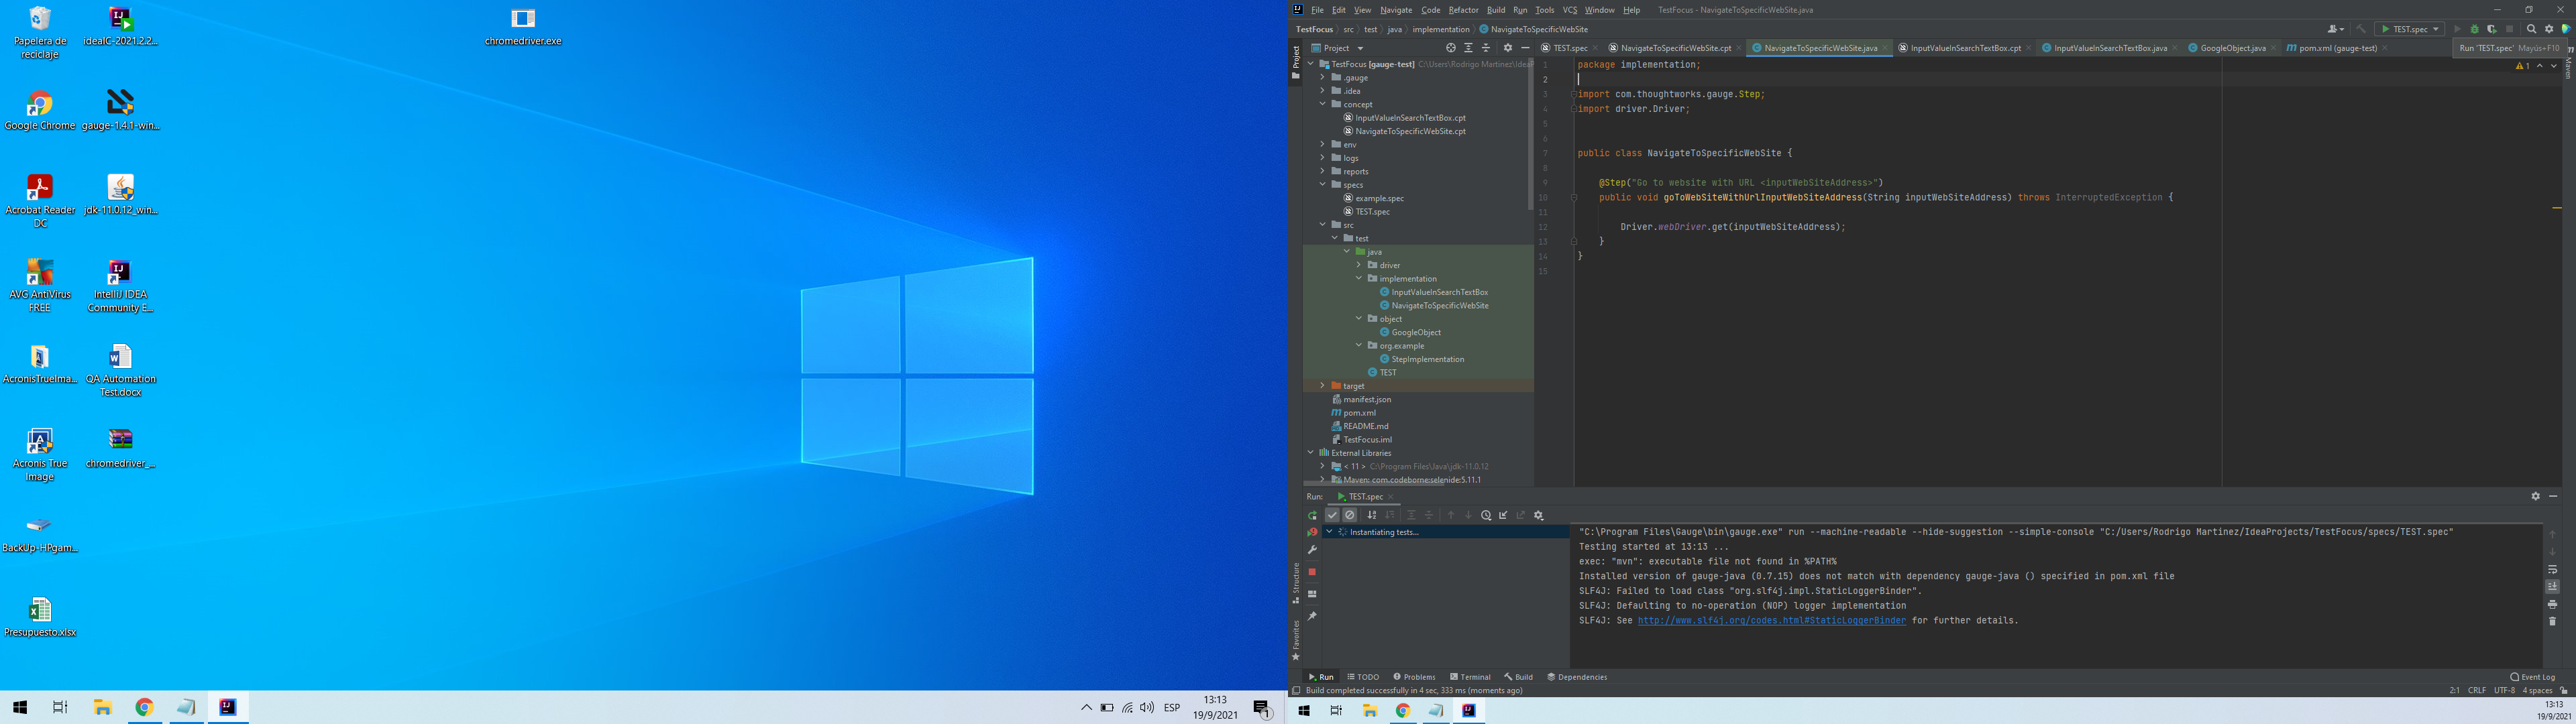 Papelera de
reciclaje
ideaIC-2021.2.2...
chromedriver.exe
Google Chrome
gauge-1.4.1-win...
Acrobat Reader
DC
jdk-11.0.12_win...
AVG AntiVirus
FREE
IntelliJ IDEA
Community E...
AcronisTrueIma...
QA Automation
Test.docx
Acronis True
Image
chromedriver_...
BackUp-HPgam...
Presupuesto.xlsx
ESP
13:13
19/9/2021
1
File Edit View Navigate Code Refactor Build Run Tools VCS Window Help TestFocus - NavigateToSpecificWebSite.java
TestFocus src test java implementation NavigateToSpecificWebSite
TEST.spec
Project
TEST.spec NavigateToSpecificWebSite.cpt NavigateToSpecificWebSite.java InputValueInSearchTextBox.cpt InputValueInSearchTextBox.java GoogleObject.java pom.xml (gauge-test)
Run 'TEST.spec' Mayús+F10
Project
Maven
TestFocus [gauge-test] C:\Users\Rodrigo Martinez\IdeaP
.gauge
.idea
concept
InputValueInSearchTextBox.cpt
NavigateToSpecificWebSite.cpt
env
logs
reports
specs
example.spec
TEST.spec
src
test
java
driver
implementation
InputValueInSearchTextBox
NavigateToSpecificWebSite
object
GoogleObject
org.example
StepImplementation
TEST
target
manifest.json
pom.xml
README.md
TestFocus.iml
External Libraries
< 11 > C:\Program Files\Java\jdk-11.0.12
Maven: com.codeborne:selenide:5.11.1
1
1 package implementation;
2
3 import com.thoughtworks.gauge.Step;
4 import driver.Driver;
5
6
7 public class NavigateToSpecificWebSite {
8
9 @Step("Go to website with URL <inputWebSiteAddress>")
10 public void goToWebSiteWithUrlInputWebSiteAddress(String inputWebSiteAddress) throws InterruptedException {
11
12 Driver.webDriver.get(inputWebSiteAddress);
13 }
14 }
15
Run: TEST.spec
Instantiating tests...
"C:\Program Files\Gauge\bin\gauge.exe" run --machine-readable --hide-suggestion --simple-console "C:/Users/Rodrigo Martinez/IdeaProjects/TestFocus/specs/TEST.spec"
Testing started at 13:13 ...
exec: "mvn": executable file not found in %PATH%
Installed version of gauge-java (0.7.15) does not match with dependency gauge-java () specified in pom.xml file
SLF4J: Failed to load class "org.slf4j.impl.StaticLoggerBinder".
SLF4J: Defaulting to no-operation (NOP) logger implementation
SLF4J: See http://www.slf4j.org/codes.html#StaticLoggerBinder for further details.
Structure
Favorites
Run TODO Problems Terminal Build Dependencies
Event Log
Build completed successfully in 4 sec, 333 ms (moments ago)
2:1 CRLF UTF-8 4 spaces
13:13
19/9/2021